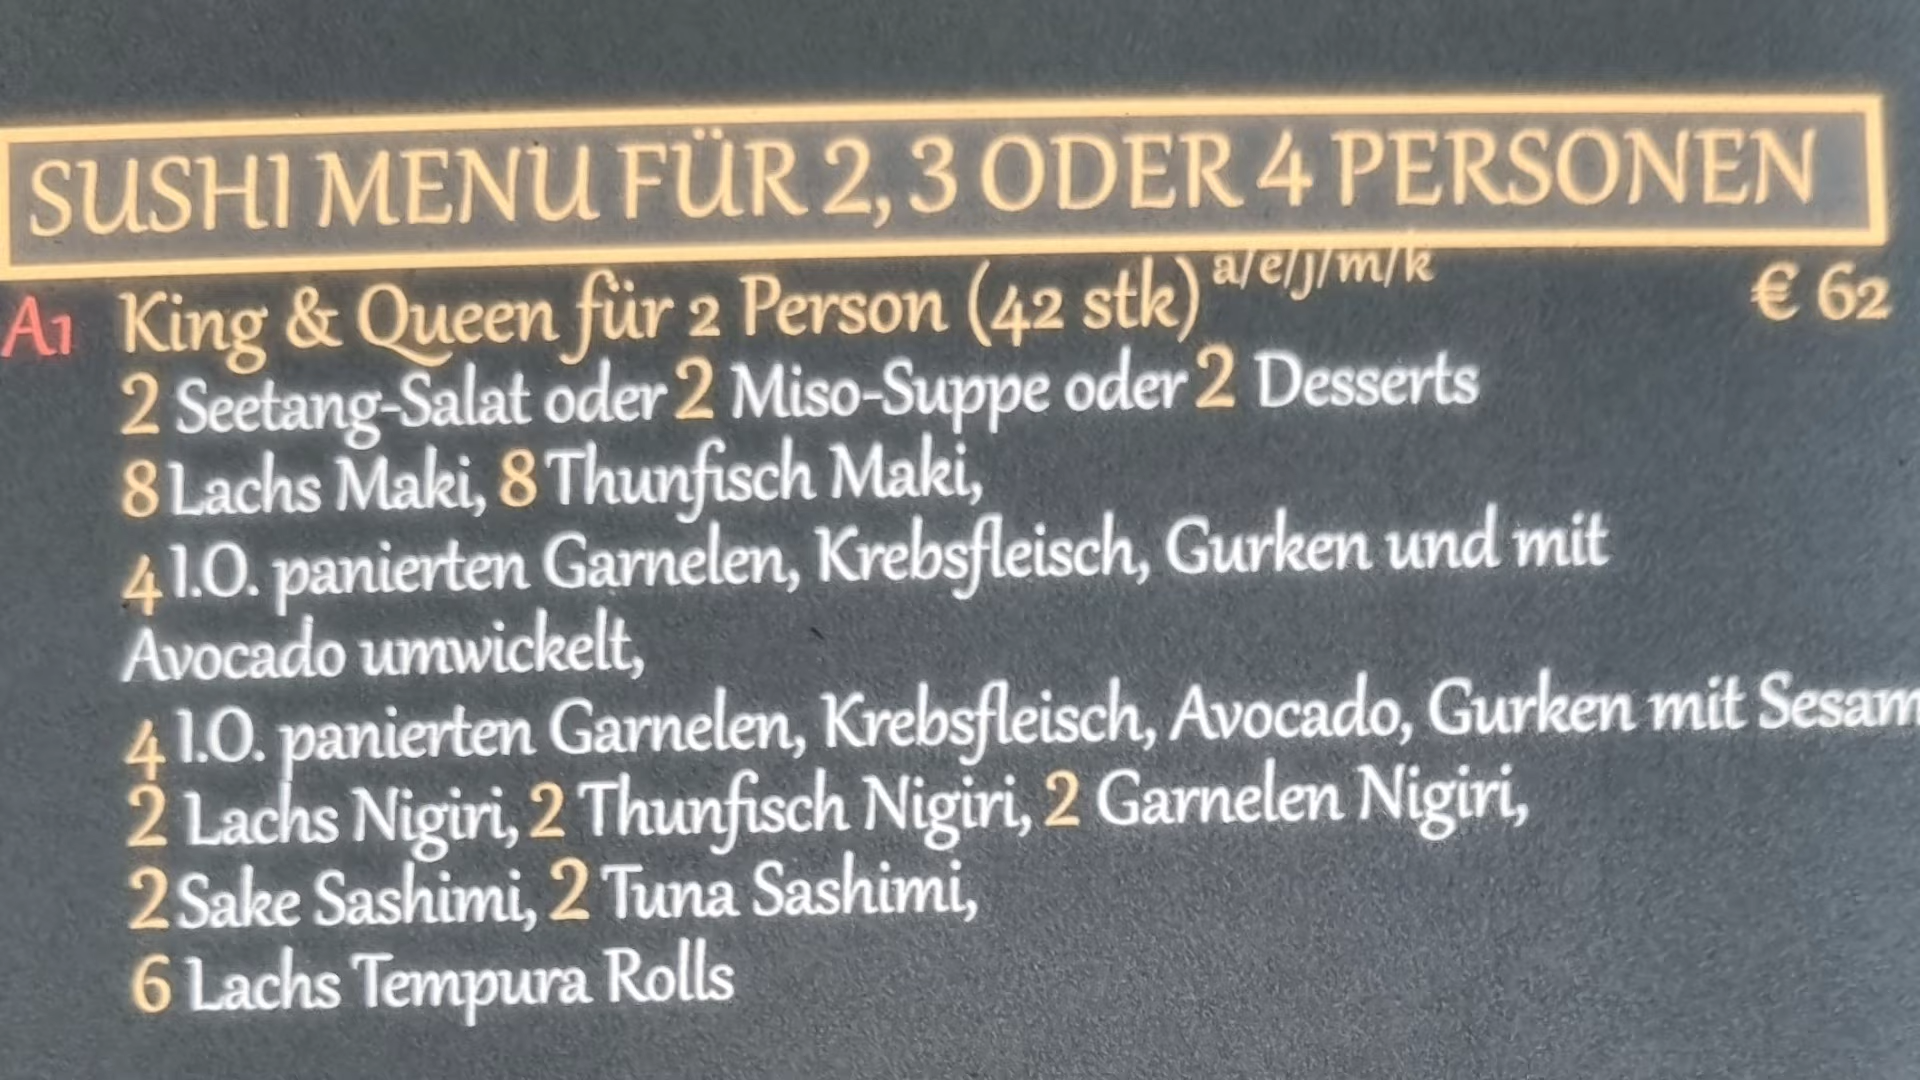 SUSHI MENU FÜR 2, 3 ODER 4 PERSONEN
A1 King & Queen für 2 Person (42 stk) a/e/j/m/k € 62
2 Seetang-Salat oder 2 Miso-Suppe oder 2 Desserts
8 Lachs Maki, 8 Thunfisch Maki,
4 I.O. panierten Garnelen, Krebsfleisch, Gurken und mit
Avocado umwickelt,
4 I.O. panierten Garnelen, Krebsfleisch, Avocado, Gurken mit Sesam
2 Lachs Nigiri, 2 Thunfisch Nigiri, 2 Garnelen Nigiri,
2 Sake Sashimi, 2 Tuna Sashimi,
6 Lachs Tempura Rolls